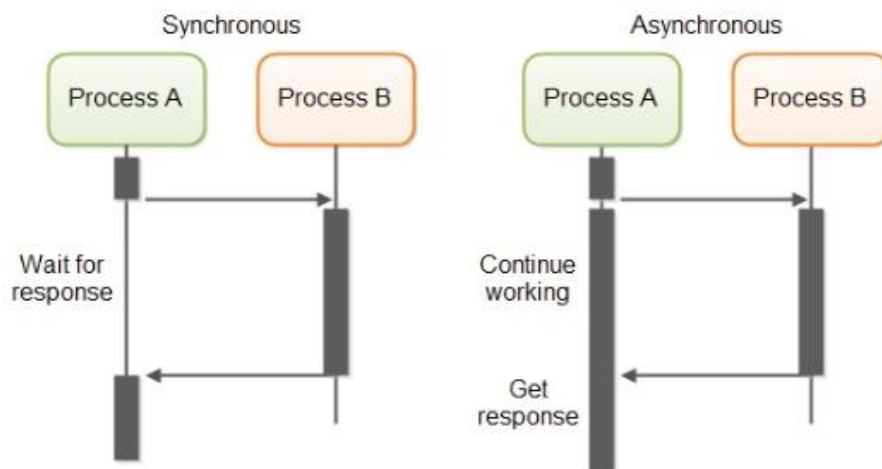 Synchronous
Asynchronous
Process A
Process B
Process A
Process B
Wait for
response
Continue
working
Get
response